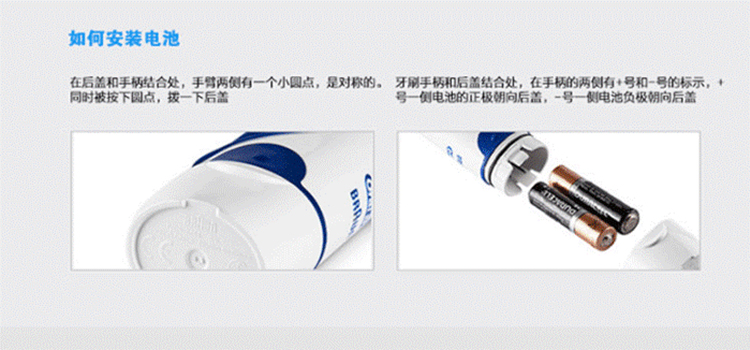 如何安装电池
在后盖和手柄结合处，手臂两侧有一个小圆点，是对称的。
同时被按下圆点，拨一下后盖
牙刷手柄和后盖结合处，在手柄的两侧有+号和-号的标示，+
号一侧电池的正极朝向后盖，-号一侧电池负极朝向后盖
BRAUN
DURACELL